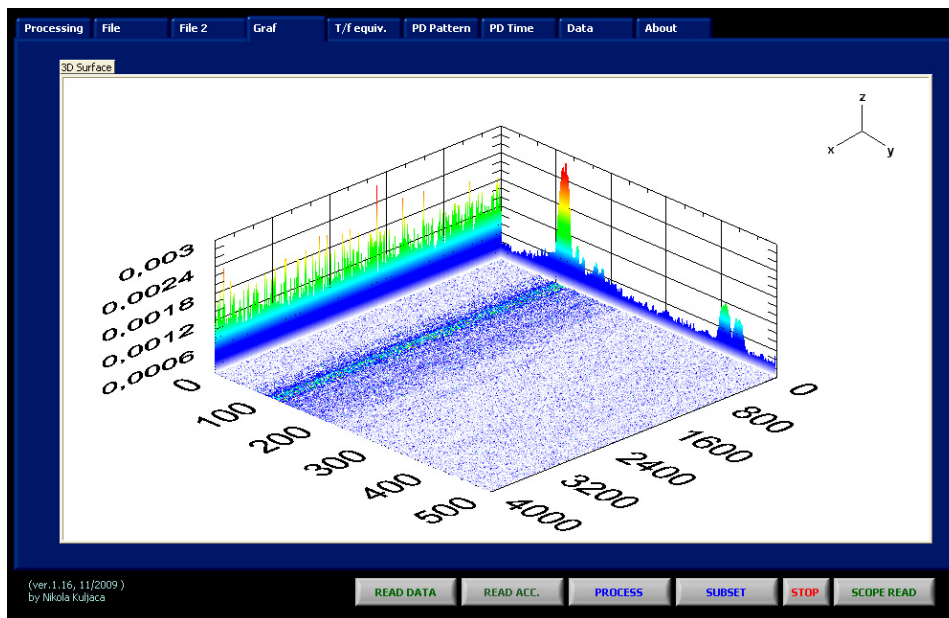 Processing File File 2 Graf T/f equiv. PD Pattern PD Time Data About
3D Surface
z
x y
0,003
0,0024
0,0018
0,0012
0,0006
0
100
200
300
400
500
0
800
1600
2400
3200
4000
(ver.1.16, 11/2009 )
by Nikola Kuljaca
READ DATA READ ACC. PROCESS SUBSET STOP SCOPE READ